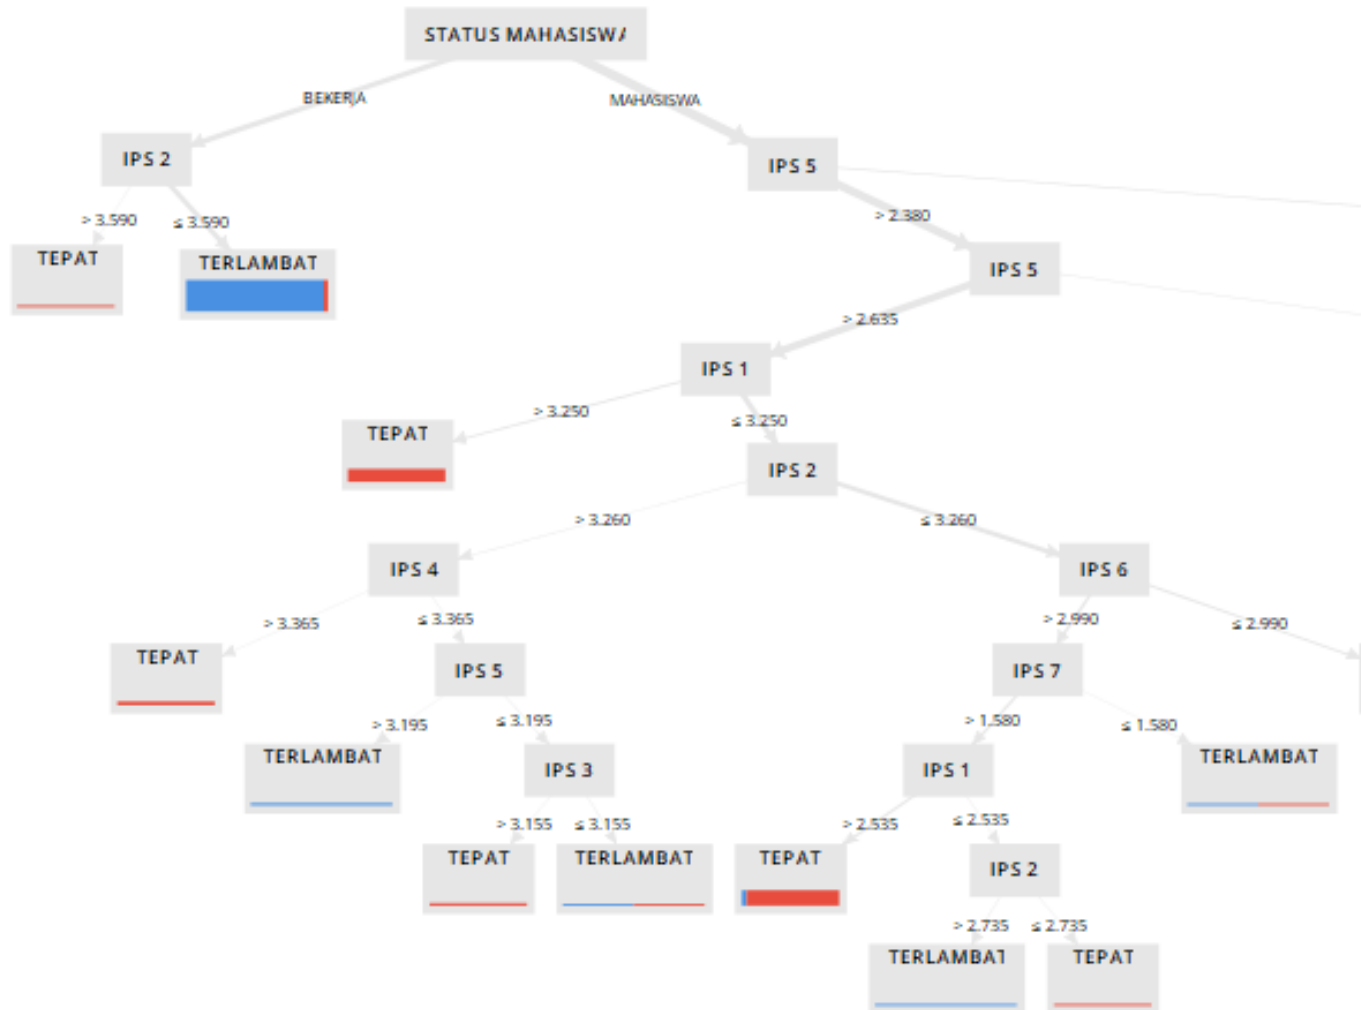 STATUS MAHASISWA
BEKERJA
MAHASISWA
IPS 2
IPS 5
> 3.590
≤ 3.590
> 2.380
TEPAT
TERLAMBAT
IPS 5
> 2.635
IPS 1
> 3.250
≤ 3.250
TEPAT
IPS 2
> 3.260
≤ 3.260
IPS 4
IPS 6
> 3.365
≤ 3.365
> 2.990
≤ 2.990
TEPAT
IPS 5
IPS 7
> 3.195
≤ 3.195
> 1.580
≤ 1.580
TERLAMBAT
IPS 3
IPS 1
TERLAMBAT
> 3.155
≤ 3.155
> 2.535
≤ 2.535
TEPAT
TERLAMBAT
TEPAT
IPS 2
> 2.735
≤ 2.735
TERLAMBAT
TEPAT